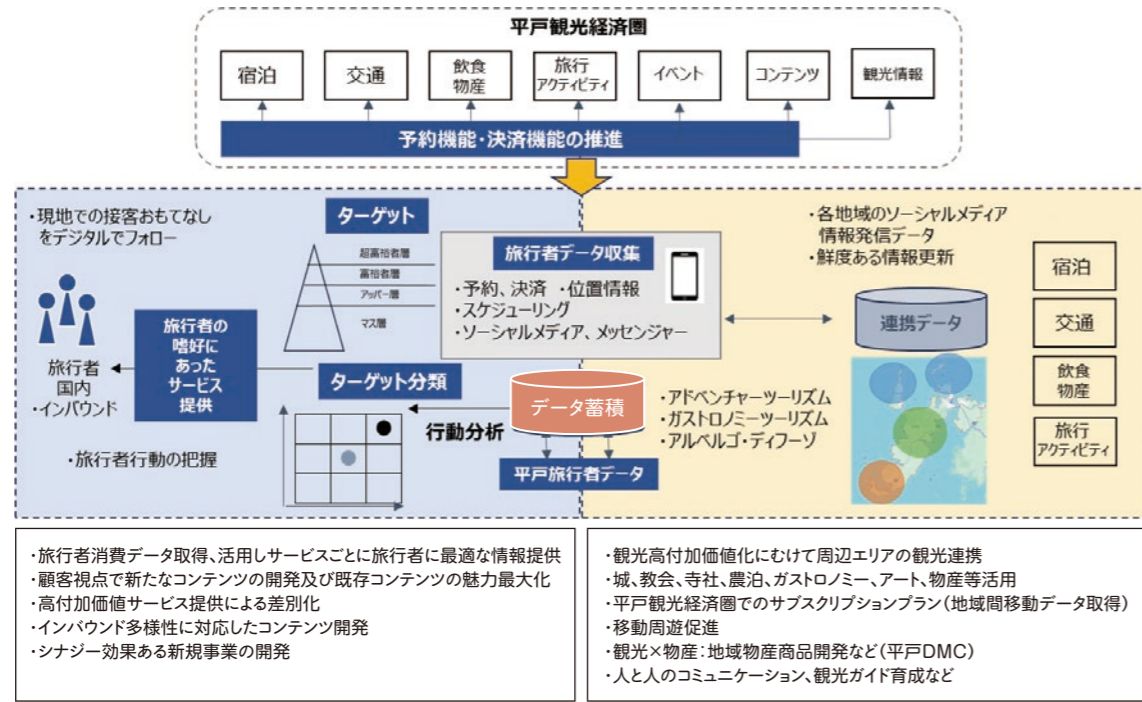 平戸観光経済圏
宿泊
交通
飲食
物産
旅行
アクティビティ
イベント
コンテンツ
観光情報
予約機能・決済機能の推進
・現地での接客おもてなし
をデジタルでフォロー
ターゲット
超富裕者層
富裕者層
アッパー層
マス層
旅行者の
嗜好に
あった
サービス
提供
旅行者
国内
・インバウンド
ターゲット分類
・旅行者行動の把握
行動分析
旅行者データ収集
・予約、決済 ・位置情報
・スケジューリング
・ソーシャルメディア、メッセンジャー
データ蓄積
平戸旅行者データ
・各地域のソーシャルメディア
情報発信データ
・鮮度ある情報更新
連携データ
・アドベンチャーツーリズム
・ガストロノミーツーリズム
・アルベルゴ・ディフーゾ
宿泊
交通
飲食
物産
旅行
アクティビティ
・旅行者消費データ取得、活用しサービスごとに旅行者に最適な情報提供
・顧客視点で新たなコンテンツの開発及び既存コンテンツの魅力最大化
・高付加価値サービス提供による差別化
・インバウンド多様性に対応したコンテンツ開発
・シナジー効果ある新規事業の開発
・観光高付加価値化にむけて周辺エリアの観光連携
・城、教会、寺社、農泊、ガストロノミー、アート、物産等活用
・平戸観光経済圏でのサブスクリプションプラン（地域間移動データ取得）
・移動周遊促進
・観光×物産：地域物産商品開発など（平戸DMC）
・人と人のコミュニケーション、観光ガイド育成など